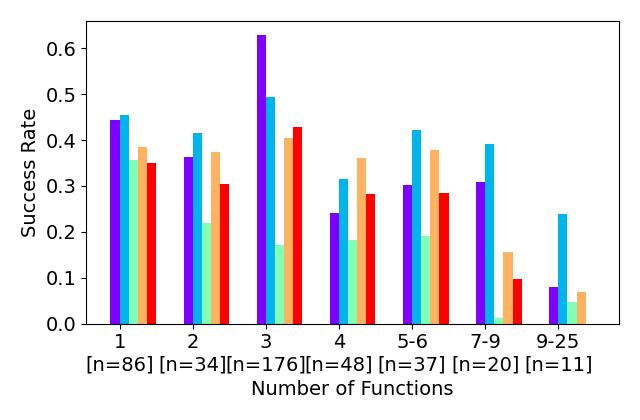 Success Rate
0.6
0.5
0.4
0.3
0.2
0.1
0.0
1 2 3 4 5-6 7-9 9-25
[n=86] [n=34] [n=176] [n=48] [n=37] [n=20] [n=11]
Number of Functions